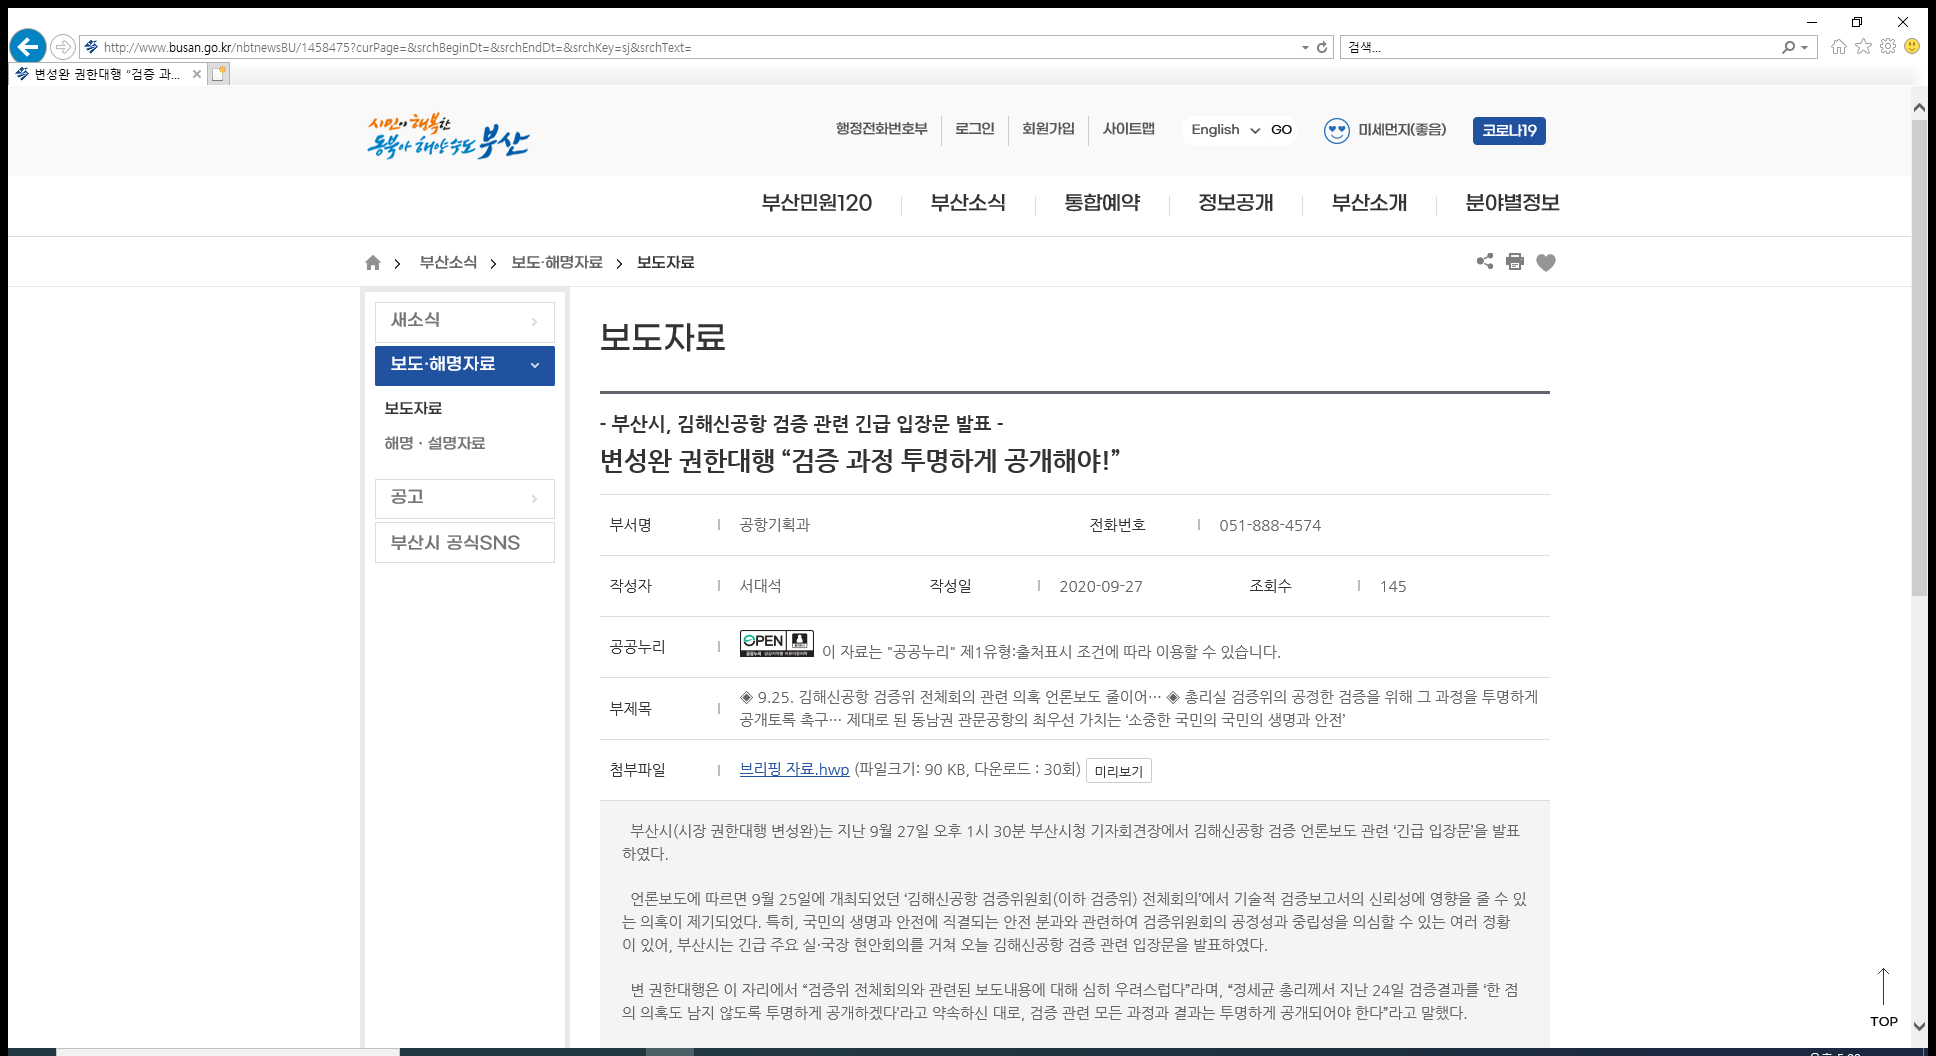 http://www.busan.go.kr/nbtnewsBU/1458475?curPage=&srchBeginDt=&srchEndDt=&srchKey=sj&srchText=
검색...
변성완 권한대행 “검증 과...
시민이 행복한
동북아 해양수도 부산
행정전화번호부
로그인
회원가입
사이트맵
English
GO
미세먼지(좋음)
코로나19
부산민원120
부산소식
통합예약
정보공개
부산소개
분야별정보
부산소식
보도·해명자료
보도자료
새소식
보도·해명자료
보도자료
해명 · 설명자료
공고
부산시 공식SNS
보도자료
- 부산시, 김해신공항 검증 관련 긴급 입장문 발표 -
변성완 권한대행 “검증 과정 투명하게 공개해야!”
부서명 공항기획과 전화번호 051-888-4574
작성자 서대석 작성일 2020-09-27 조회수 145
공공누리 OPEN 이 자료는 "공공누리" 제1유형:출처표시 조건에 따라 이용할 수 있습니다.
부제목
◈ 9.25. 김해신공항 검증위 전체회의 관련 의혹 언론보도 줄이어… ◈ 총리실 검증위의 공정한 검증을 위해 그 과정을 투명하게
공개토록 촉구… 제대로 된 동남권 관문공항의 최우선 가치는 ‘소중한 국민의 국민의 생명과 안전’
첨부파일 브리핑 자료.hwp (파일크기: 90 KB, 다운로드 : 30회) 미리보기
부산시(시장 권한대행 변성완)는 지난 9월 27일 오후 1시 30분 부산시청 기자회견장에서 김해신공항 검증 언론보도 관련 ‘긴급 입장문’을 발표
하였다.
언론보도에 따르면 9월 25일에 개최되었던 ‘김해신공항 검증위원회(이하 검증위) 전체회의’에서 기술적 검증보고서의 신뢰성에 영향을 줄 수 있
는 의혹이 제기되었다. 특히, 국민의 생명과 안전에 직결되는 안전 분과와 관련하여 검증위원회의 공정성과 중립성을 의심할 수 있는 여러 정황
이 있어, 부산시는 긴급 주요 실·국장 현안회의를 거쳐 오늘 김해신공항 검증 관련 입장문을 발표하였다.
변 권한대행은 이 자리에서 “검증위 전체회의와 관련된 보도내용에 대해 심히 우려스럽다”라며, “정세균 총리께서 지난 24일 검증결과를 ‘한 점
의 의혹도 남지 않도록 투명하게 공개하겠다’라고 약속하신 대로, 검증 관련 모든 과정과 결과는 투명하게 공개되어야 한다”라고 말했다.
TOP